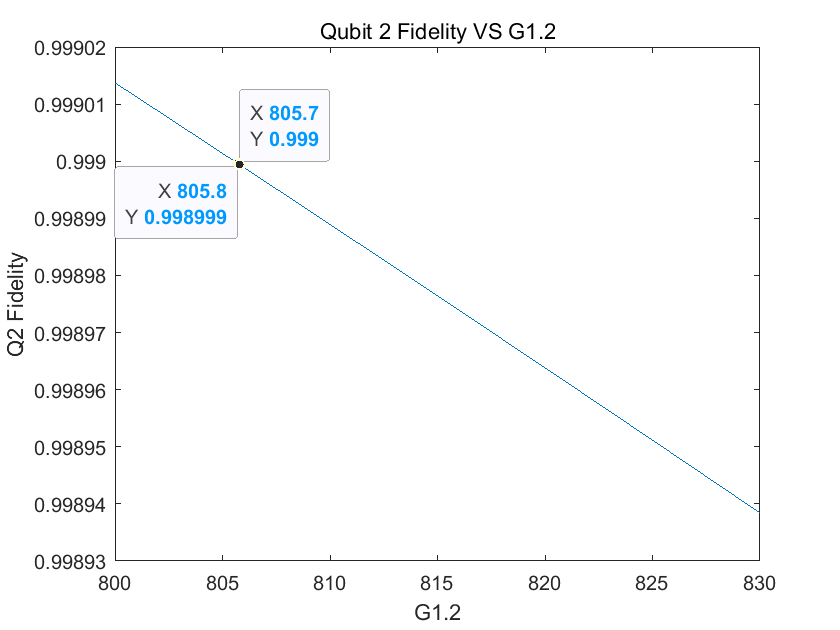 Qubit 2 Fidelity VS G1.2
0.99902
0.99901
0.999
0.99899
0.99898
0.99897
0.99896
0.99895
0.99894
0.99893
Q2 Fidelity
X 805.7
Y 0.999
X 805.8
Y 0.998999
800 805 810 815 820 825 830
G1.2